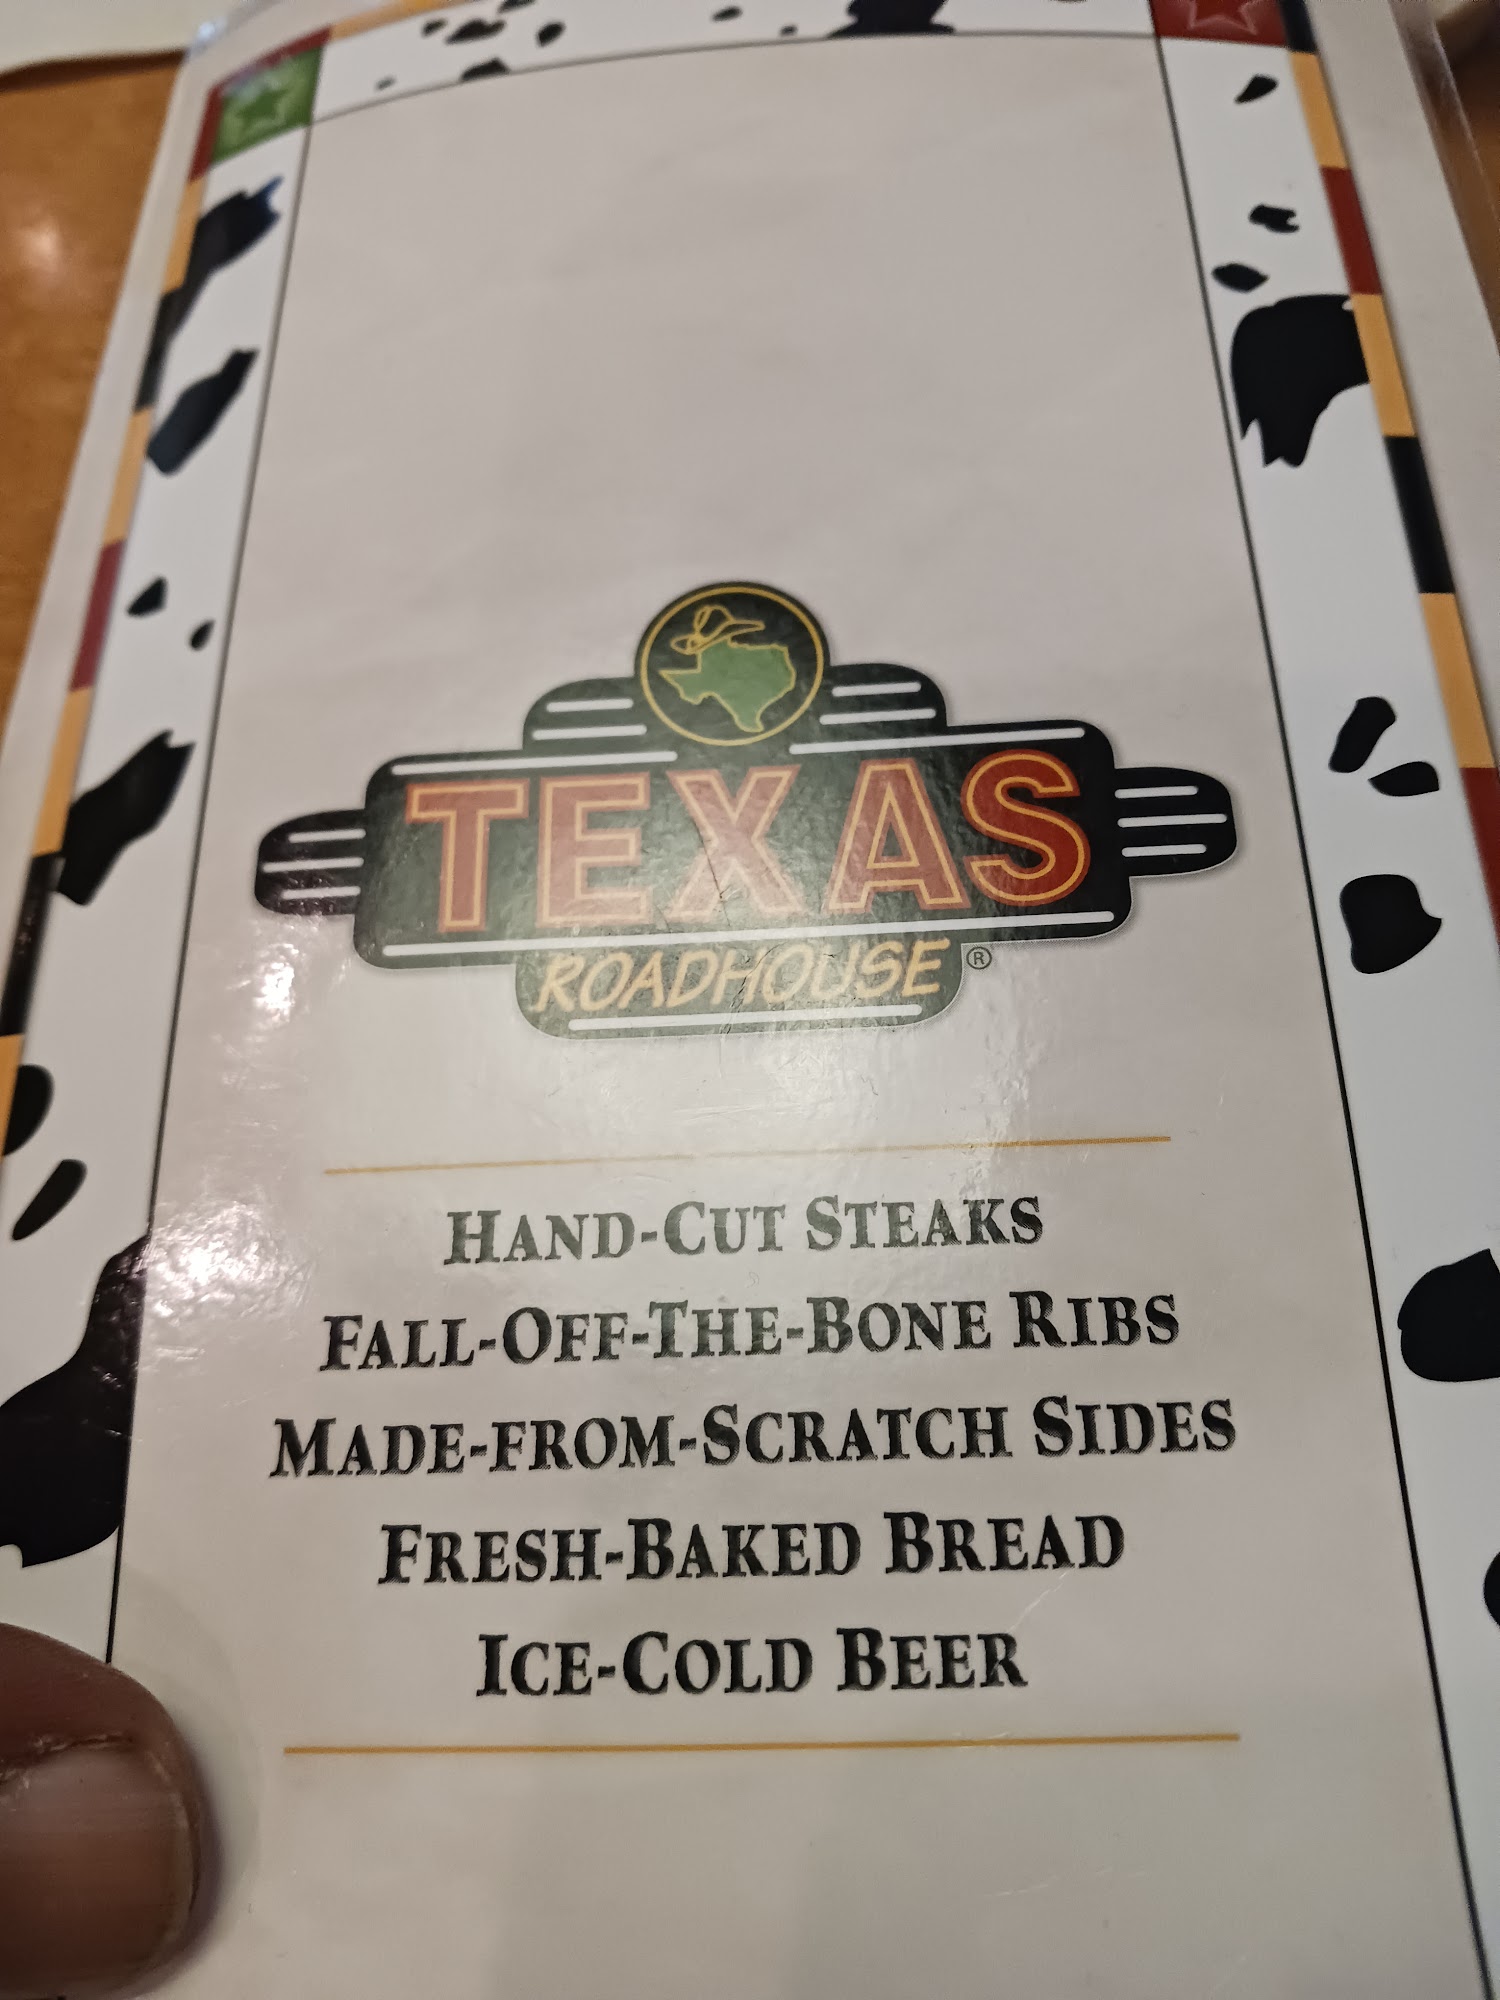 TEXAS
ROADHOUSE ®
HAND-CUT STEAKS
FALL-OFF-THE-BONE RIBS
MADE-FROM-SCRATCH SIDES
FRESH-BAKED BREAD
ICE-COLD BEER